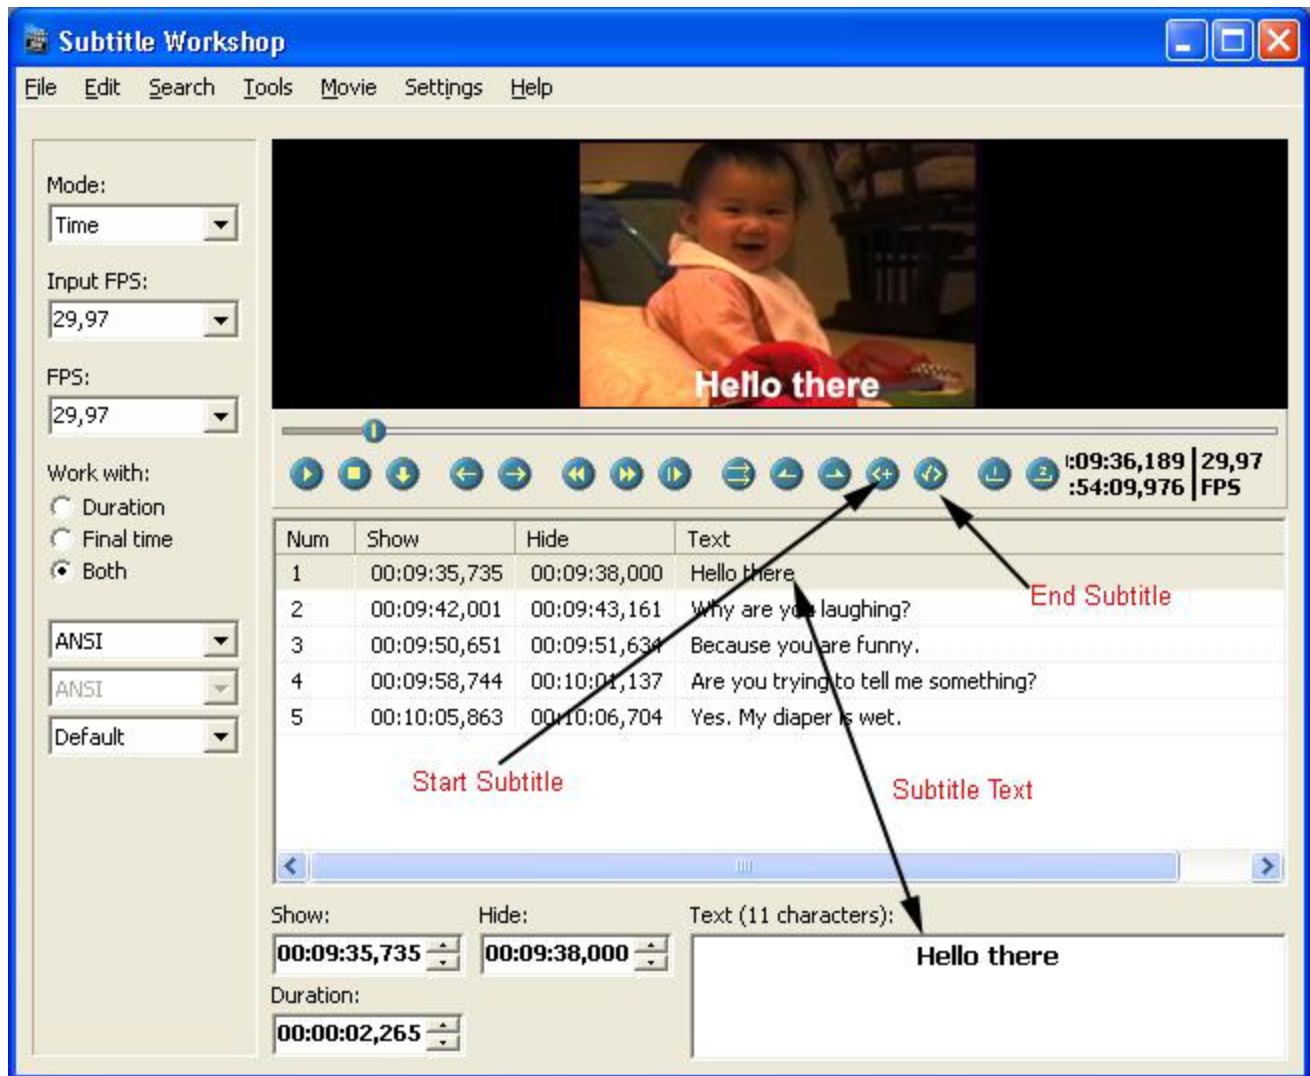 Subtitle Workshop
File Edit Search Tools Movie Settings Help
Mode:
Time
Input FPS:
29,97
FPS:
29,97
Work with:
Duration
Final time
Both
ANSI
ANSI
Default
Hello there
:09:36,189 29,97
:54:09,976 FPS
Num Show Hide Text
1 00:09:35,735 00:09:38,000 Hello there
2 00:09:42,001 00:09:43,161 Why are you laughing?
3 00:09:50,651 00:09:51,634 Because you are funny.
4 00:09:58,744 00:10:01,137 Are you trying to tell me something?
5 00:10:05,863 00:10:06,704 Yes. My diaper is wet.
End Subtitle
Start Subtitle
Subtitle Text
Show: Hide: Text (11 characters):
00:09:35,735 00:09:38,000 Hello there
Duration:
00:00:02,265